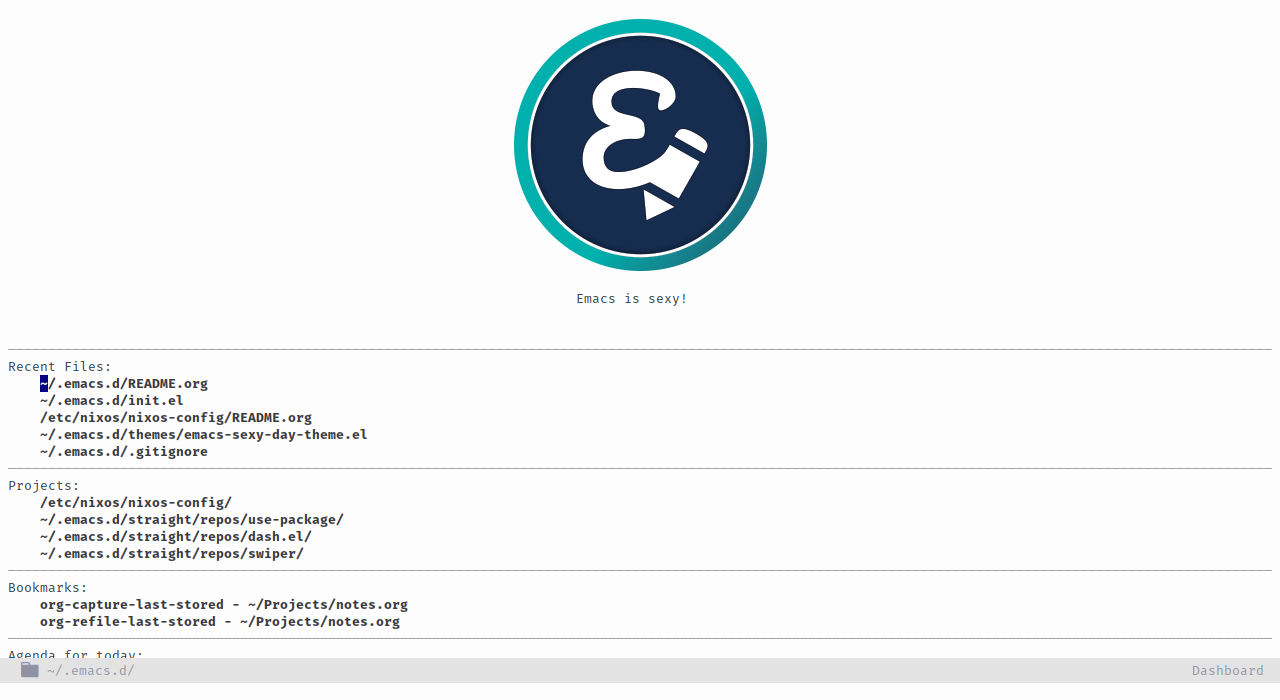 Emacs is sexy!
Recent Files:
~/.emacs.d/README.org
~/.emacs.d/init.el
/etc/nixos/nixos-config/README.org
~/.emacs.d/themes/emacs-sexy-day-theme.el
~/.emacs.d/.gitignore
Projects:
/etc/nixos/nixos-config/
~/.emacs.d/straight/repos/use-package/
~/.emacs.d/straight/repos/dash.el/
~/.emacs.d/straight/repos/swiper/
Bookmarks:
org-capture-last-stored - ~/Projects/notes.org
org-refile-last-stored - ~/Projects/notes.org
Agenda for today:
~/.emacs.d/ Dashboard